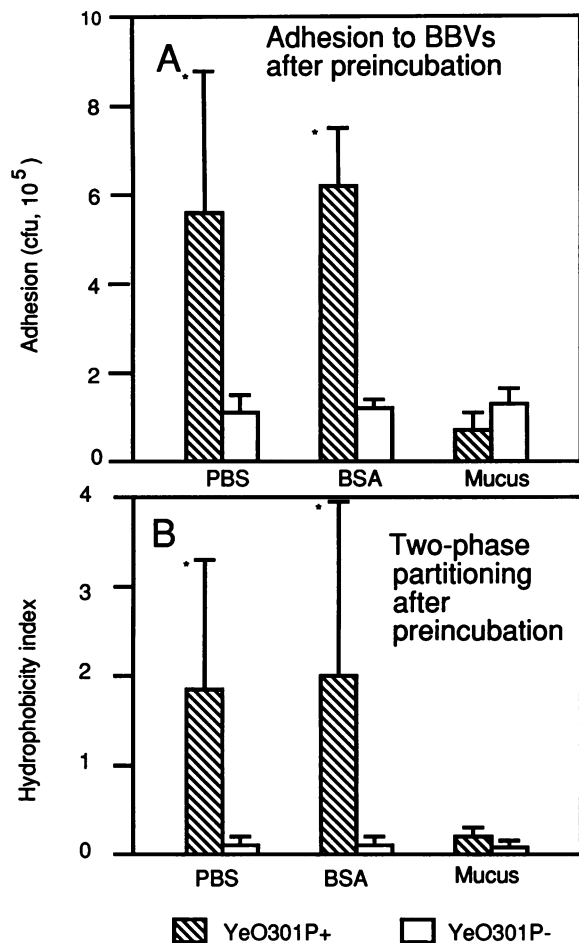 A
Adhesion to BBVs
after preincubation
*
*
10
8
6
4
2
0
Adhesion (cfu, 10⁵)
PBS BSA Mucus
B
Two-phase
partitioning
after
preincubation
*
*
4
3
2
1
0
Hydrophobicity index
PBS BSA Mucus
YeO301P+ YeO301P-